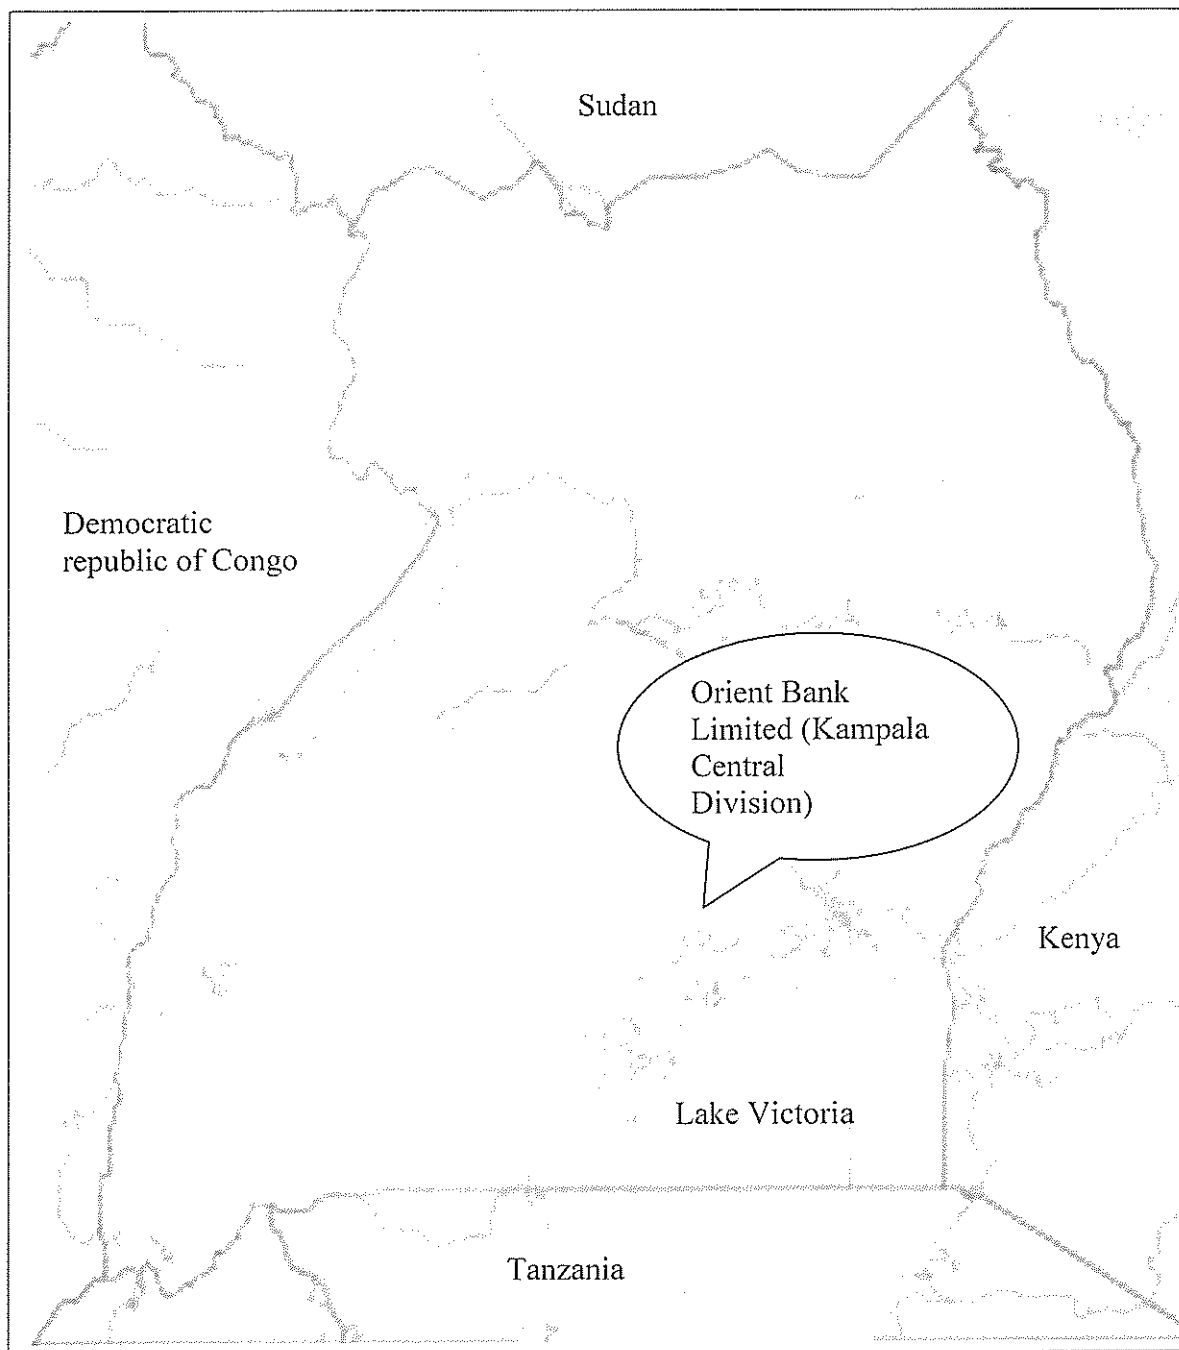 Sudan
Democratic
republic of Congo
Orient Bank
Limited (Kampala
Central
Division)
Kenya
Lake Victoria
Tanzania